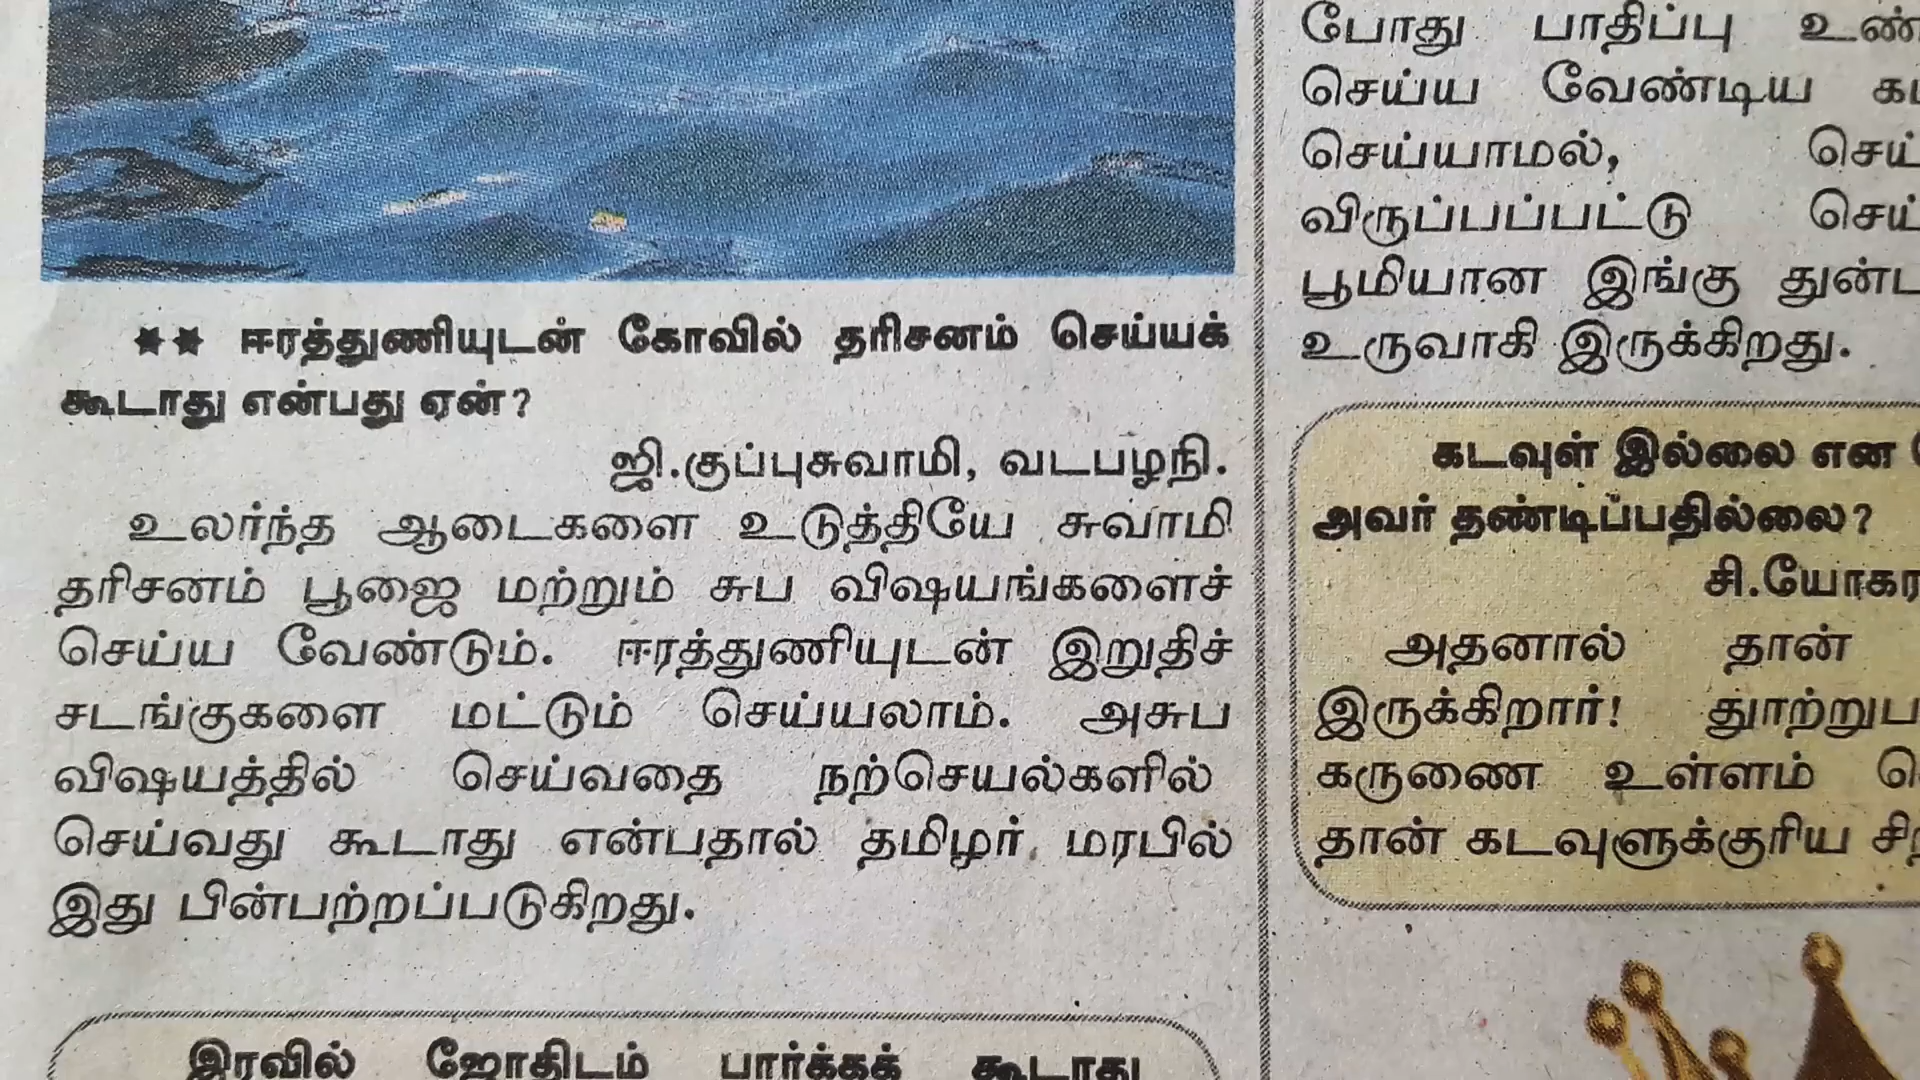 ★★ ஈரத்துணியுடன் கோவில் தரிசனம் செய்யக்
கூடாது என்பது ஏன்?
ஜி.குப்புசுவாமி, வடபழநி.
உலர்ந்த ஆடைகளை உடுத்தியே சுவாமி
தரிசனம் பூஜை மற்றும் சுப விஷயங்களைச்
செய்ய வேண்டும். ஈரத்துணியுடன் இறுதிச்
சடங்குகளை மட்டும் செய்யலாம். அசுப
விஷயத்தில் செய்வதை நற்செயல்களில்
செய்வது கூடாது என்பதால் தமிழர் மரபில்
இது பின்பற்றப்படுகிறது.
இரவில் ஜோதிடம் பார்க்கக் கூடாது
போது பாதிப்பு
செய்ய வேண்டிய
செய்யாமல்,
விருப்பப்பட்டு
பூமியான இங்கு
உருவாகி இருக்கிறது.
கடவுள் இல்லை என
அவர் தண்டிப்பதில்லை?
அதனால் தான்
இருக்கிறார்!
கருணை உள்ளம்
தான் கடவுளுக்குரிய